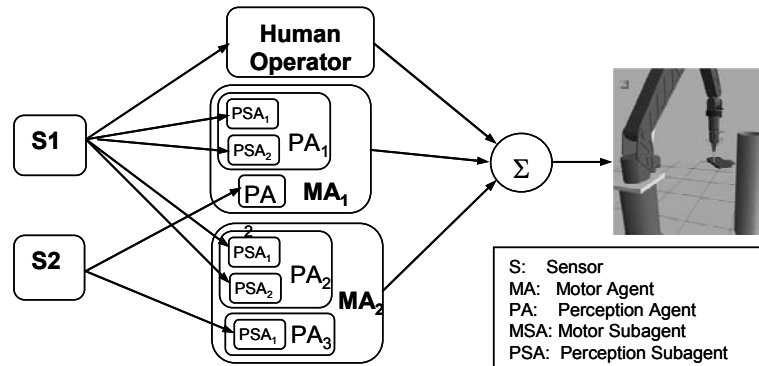 Human
Operator
S1
PSA₁
PSA₂
PA₁
PA
MA₁
Σ
S2
2
PSA₁
PSA₂
PA₂
MA₂
PSA₁
PA₃
S: Sensor
MA: Motor Agent
PA: Perception Agent
MSA: Motor Subagent
PSA: Perception Subagent